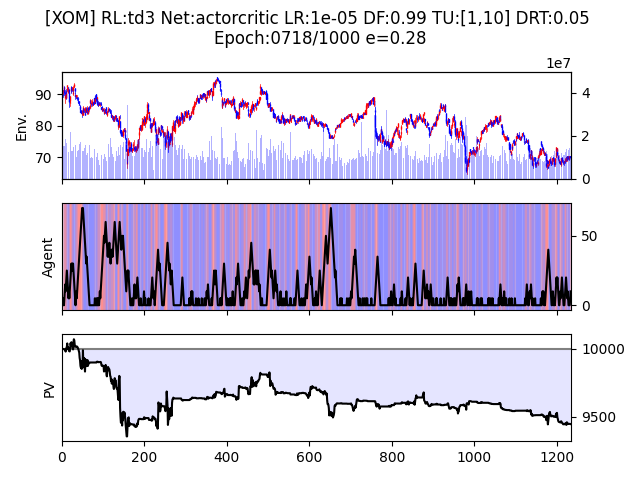 [XOM] RL:td3 Net:actorcritic LR:1e-05 DF:0.99 TU:[1,10] DRT:0.05
Epoch:0718/1000 e=0.28
1e7
Env.
90
80
70
4
2
0
Agent
50
0
PV
10000
9500
0
200
400
600
800
1000
1200